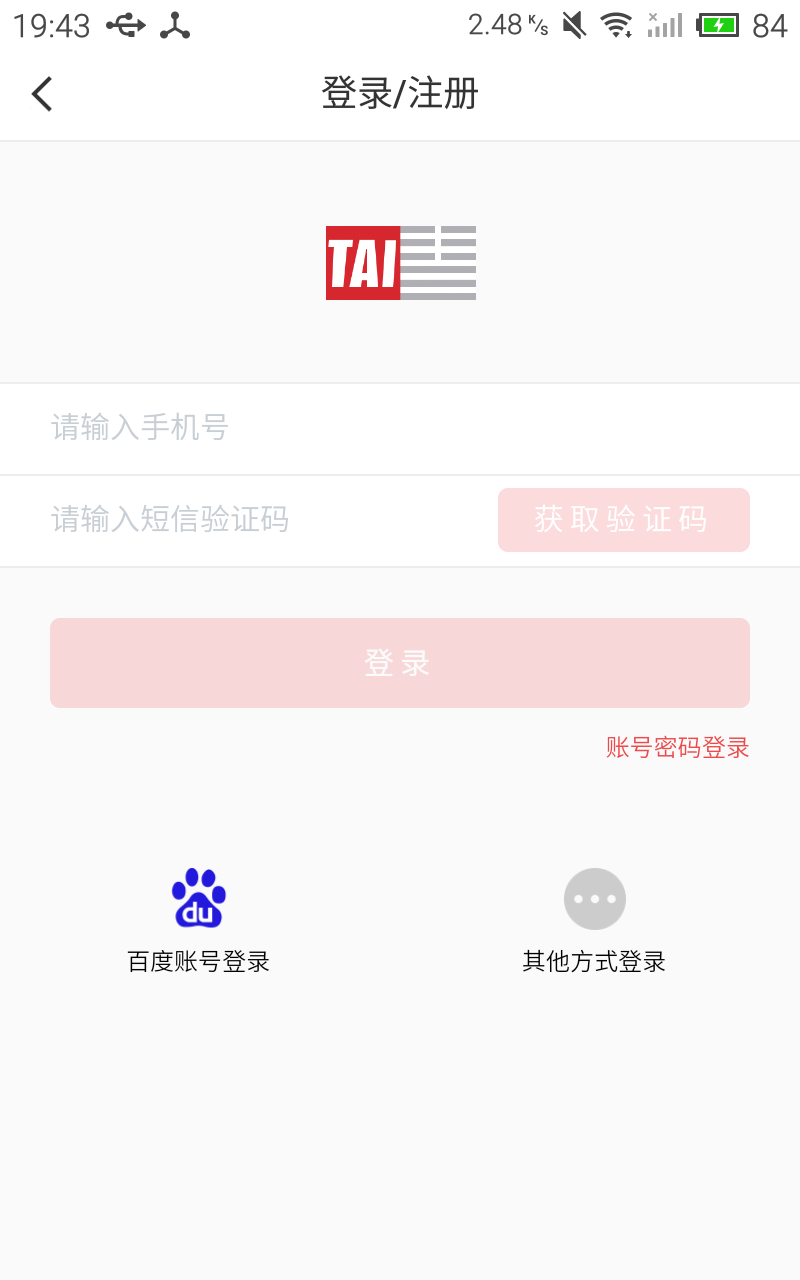 19:43 2.48 K/s 84
登录/注册
TAI
请输入手机号
请输入短信验证码 获取验证码
登录
账号密码登录
du
百度账号登录 其他方式登录